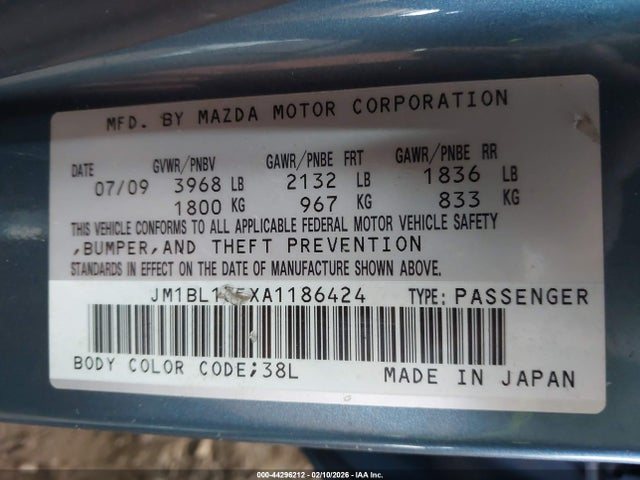 MFD. BY MAZDA MOTOR CORPORATION
DATE GVWR/PNBV GAWR/PNBE FRT GAWR/PNBE RR
07/09 3968 LB 2132 LB 1836 LB
1800 KG 967 KG 833 KG
THIS VEHICLE CONFORMS TO ALL APPLICABLE FEDERAL MOTOR VEHICLE SAFETY
,BUMPER,AND THEFT PREVENTION
STANDARDS IN EFFECT ON THE DATE OF MANUFACTURE SHOWN ABOVE.
TYPE: PASSENGER
BODY COLOR CODE;38L
MADE IN JAPAN
000-44296212 - 02/10/2026 - IAA Inc.